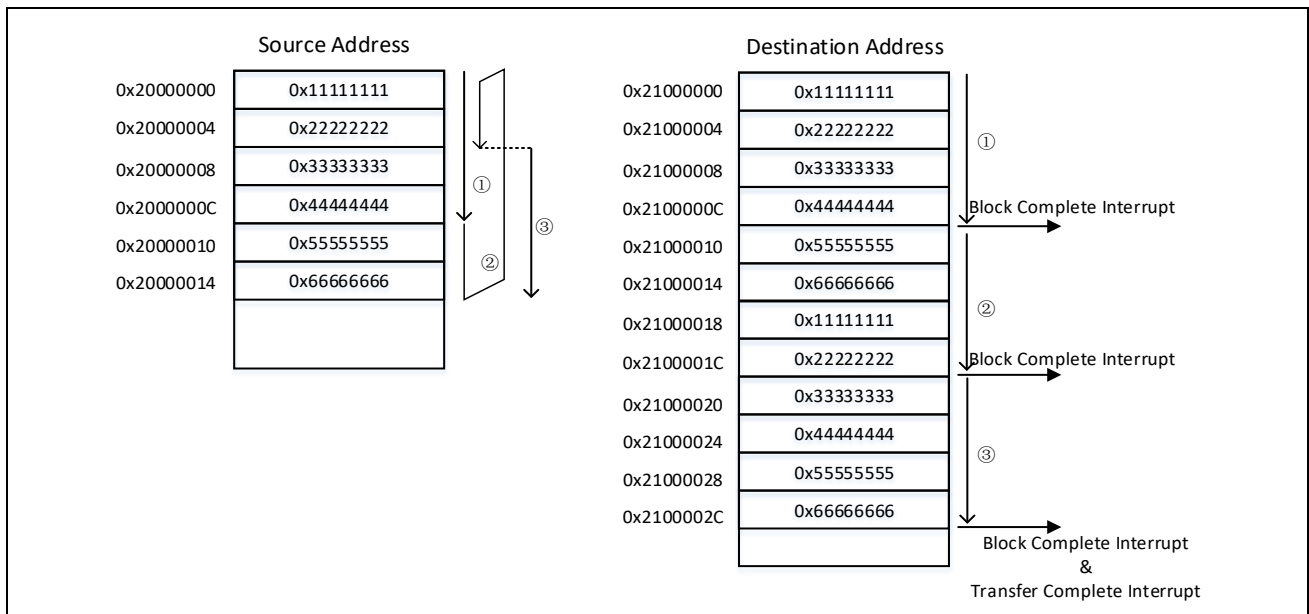 Source Address
0x20000000 0x11111111
0x20000004 0x22222222
0x20000008 0x33333333
0x2000000C 0x44444444
0x20000010 0x55555555
0x20000014 0x66666666
①
②
③
Destination Address
0x21000000 0x11111111
0x21000004 0x22222222
0x21000008 0x33333333
0x2100000C 0x44444444
0x21000010 0x55555555
0x21000014 0x66666666
0x21000018 0x11111111
0x2100001C 0x22222222
0x21000020 0x33333333
0x21000024 0x44444444
0x21000028 0x55555555
0x2100002C 0x66666666
①
Block Complete Interrupt
②
Block Complete Interrupt
③
Block Complete Interrupt
&
Transfer Complete Interrupt